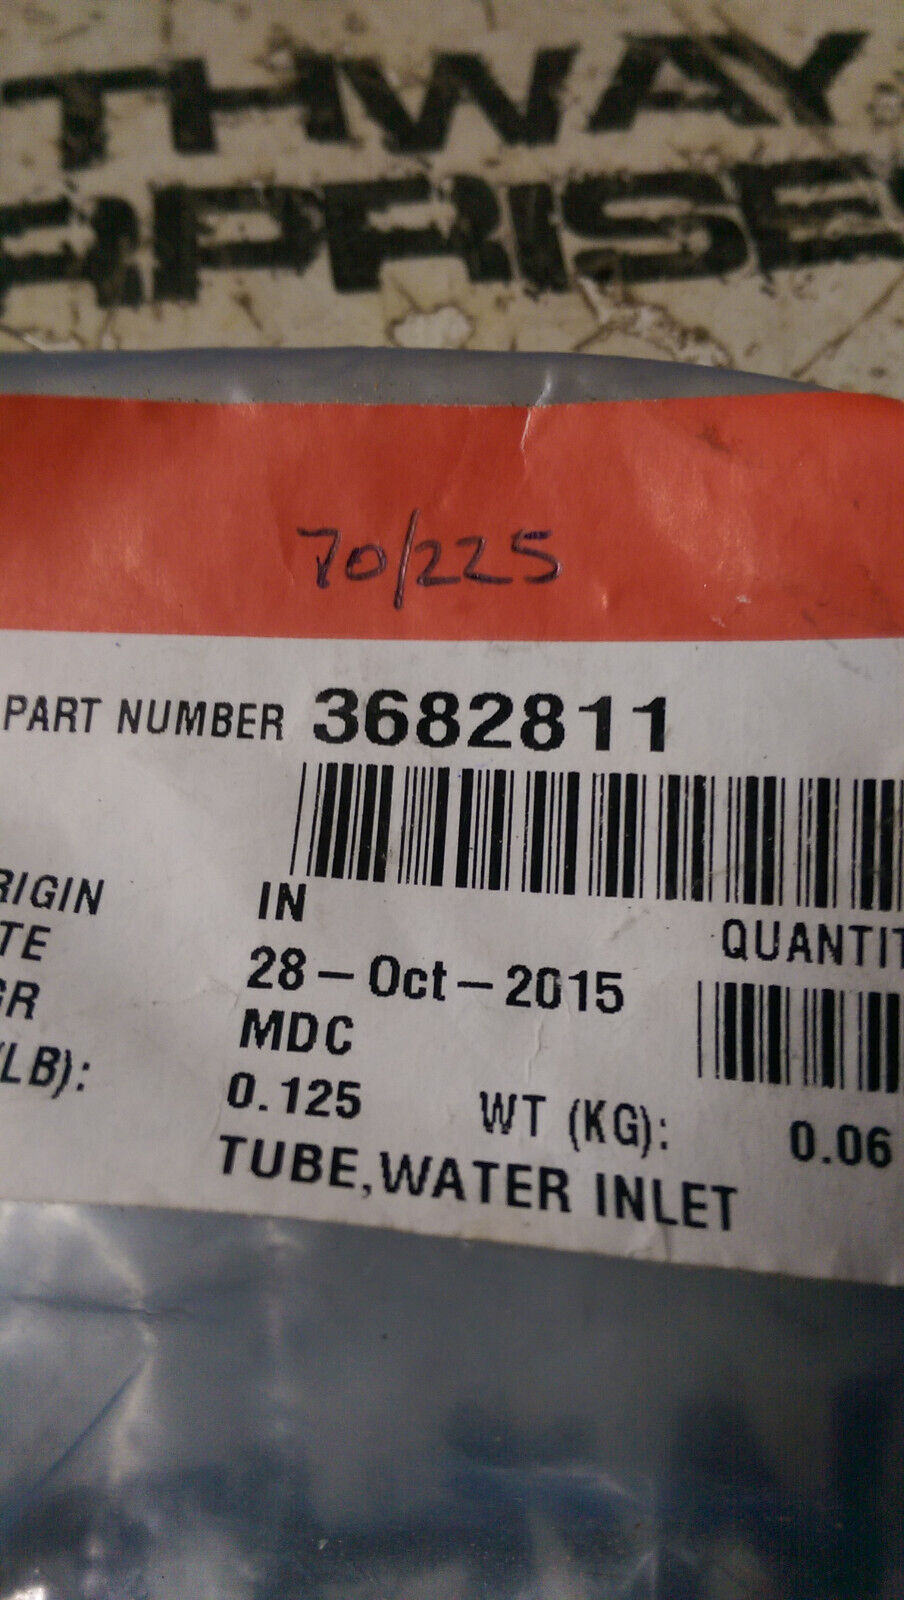 THWAY
RPRISE
70/225
PART NUMBER 3682811
RIGIN IN QUANTIT
TE 28-Oct-2015
GR MDC
(LB): 0.125 WT (KG): 0.06
TUBE,WATER INLET